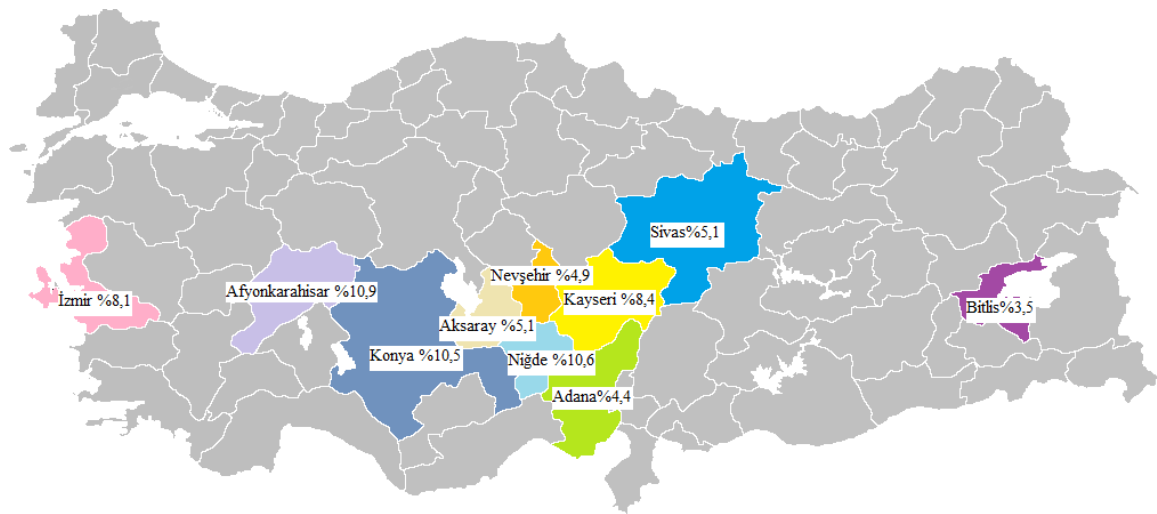 Sivas%5,1
Nevşehir %4,9
Afyonkarahisar %10,9
İzmir %8,1
Kayseri %8,4
Bitlis%3,5
Aksaray %5,1
Konya %10,5
Niğde %10,6
Adana%4,4